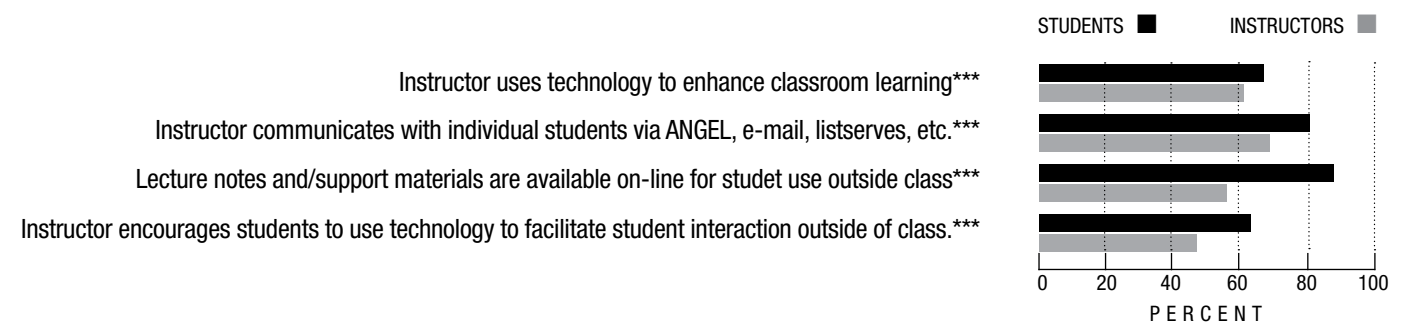 STUDENTS INSTRUCTORS
Instructor uses technology to enhance classroom learning***
Instructor communicates with individual students via ANGEL, e-mail, listserves, etc.***
Lecture notes and/support materials are available on-line for studet use outside class***
Instructor encourages students to use technology to facilitate student interaction outside of class.***
0 20 40 60 80 100
PERCENT